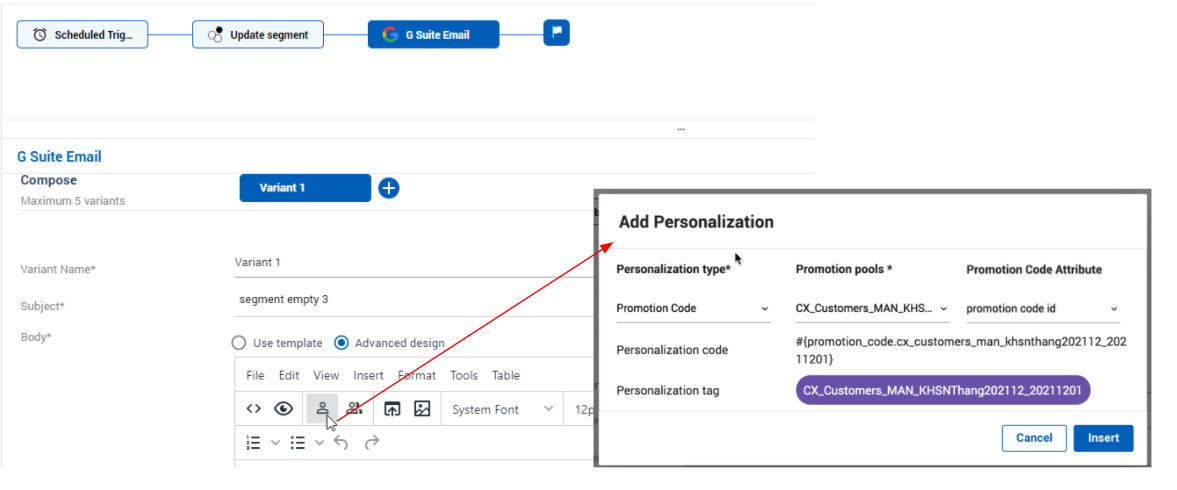 Scheduled Trig...
Update segment
G Suite Email
...
G Suite Email
Compose
Maximum 5 variants
Variant 1
Variant Name*
Variant 1
Subject*
segment empty 3
Body*
Use template
Advanced design
File Edit View Insert Format Tools Table
System Font
12p
Add Personalization
Personalization type*
Promotion pools *
Promotion Code Attribute
Promotion Code
CX_Customers_MAN_KHS...
promotion code id
Personalization code
#{promotion_code.cx_customers_man_khsnthang202112_202
11201}
Personalization tag
CX_Customers_MAN_KHSNThang202112_20211201
Cancel
Insert